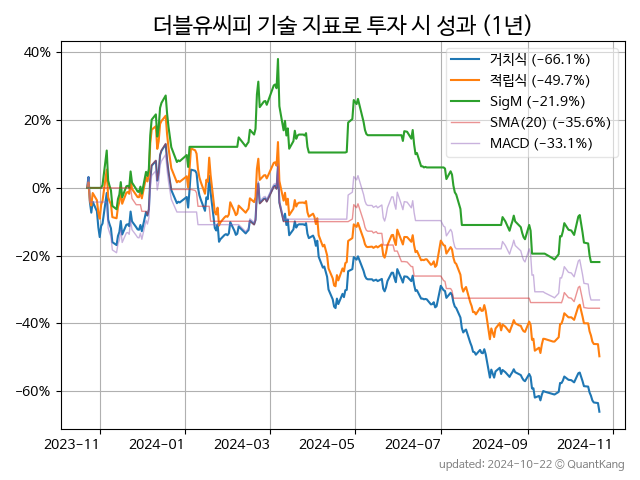 더블유씨피 기술 지표로 투자 시 성과 (1년)
40%
20%
0%
−20%
−40%
−60%
거치식 (−66.1%)
적립식 (−49.7%)
SigM (−21.9%)
SMA(20) (−35.6%)
MACD (−33.1%)
2023-11 2024-01 2024-03 2024-05 2024-07 2024-09 2024-11
updated: 2024-10-22 © QuantKang